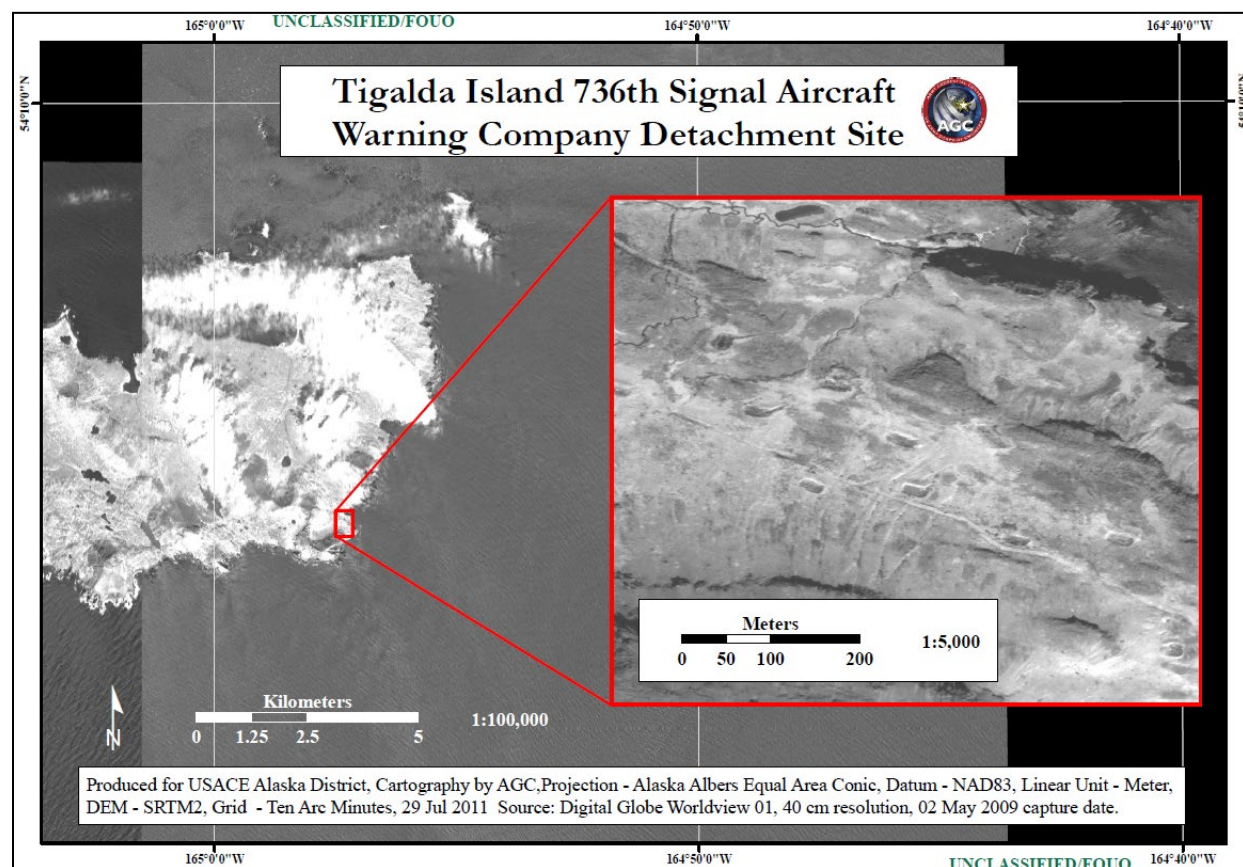 UNCLASSIFIED/FOUO
165°0'0"W 164°50'0"W 164°40'0"W
54°10'0"N
54°10'0"N
Tigalda Island 736th Signal Aircraft
Warning Company Detachment Site
AGC
Meters
0 50 100 200
1:5,000
Kilometers
0 1.25 2.5 5
1:100,000
N
Produced for USACE Alaska District, Cartography by AGC,Projection - Alaska Albers Equal Area Conic, Datum - NAD83, Linear Unit - Meter,
DEM - SRTM2, Grid - Ten Arc Minutes, 29 Jul 2011 Source: Digital Globe Worldview 01, 40 cm resolution, 02 May 2009 capture date.
165°0'0"W 164°50'0"W 164°40'0"W
UNCLASSIFIED/FOUO